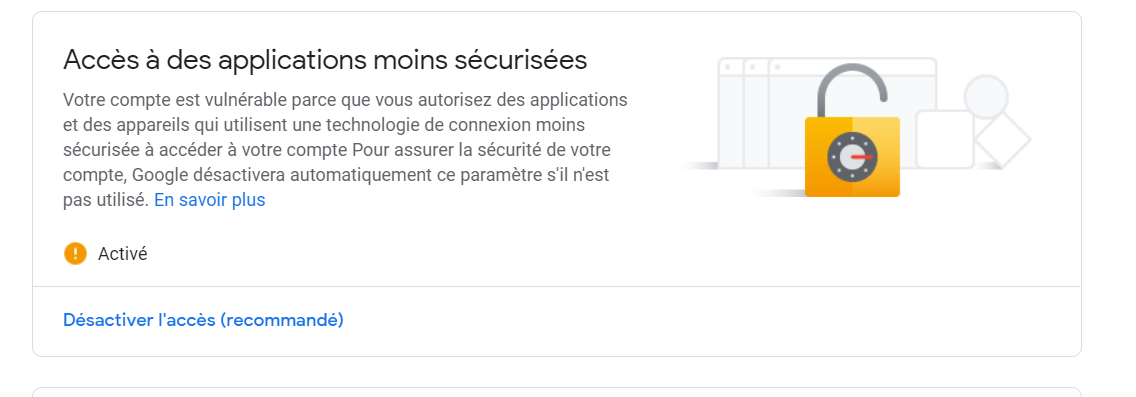 Accès à des applications moins sécurisées
Votre compte est vulnérable parce que vous autorisez des applications
et des appareils qui utilisent une technologie de connexion moins
sécurisée à accéder à votre compte Pour assurer la sécurité de votre
compte, Google désactivera automatiquement ce paramètre s'il n'est
pas utilisé. En savoir plus
Activé
Désactiver l'accès (recommandé)